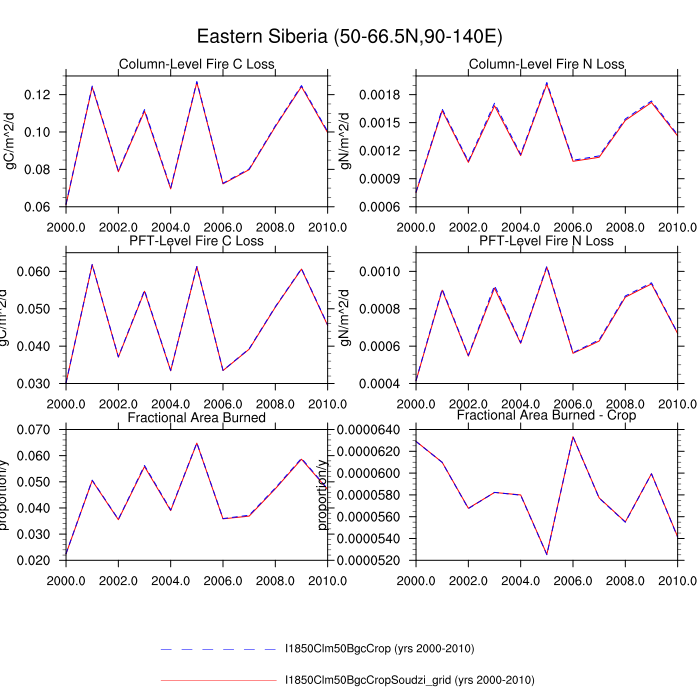 Eastern Siberia (50-66.5N,90-140E)
Column-Level Fire C Loss
gC/m^2/d
0.12
0.10
0.08
0.06
2000.0 2002.0 2004.0 2006.0 2008.0 2010.0
Column-Level Fire N Loss
gN/m^2/d
0.0018
0.0015
0.0012
0.0009
0.0006
2000.0 2002.0 2004.0 2006.0 2008.0 2010.0
PFT-Level Fire C Loss
gC/m^2/d
0.060
0.050
0.040
0.030
2000.0 2002.0 2004.0 2006.0 2008.0 2010.0
PFT-Level Fire N Loss
gN/m^2/d
0.0010
0.0008
0.0006
0.0004
2000.0 2002.0 2004.0 2006.0 2008.0 2010.0
Fractional Area Burned
proportion/y
0.070
0.060
0.050
0.040
0.030
0.020
2000.0 2002.0 2004.0 2006.0 2008.0 2010.0
Fractional Area Burned - Crop
proportion/y
0.0000640
0.0000620
0.0000600
0.0000580
0.0000560
0.0000540
0.0000520
2000.0 2002.0 2004.0 2006.0 2008.0 2010.0
I1850Clm50BgcCrop (yrs 2000-2010)
I1850Clm50BgcCropSoudzi_grid (yrs 2000-2010)